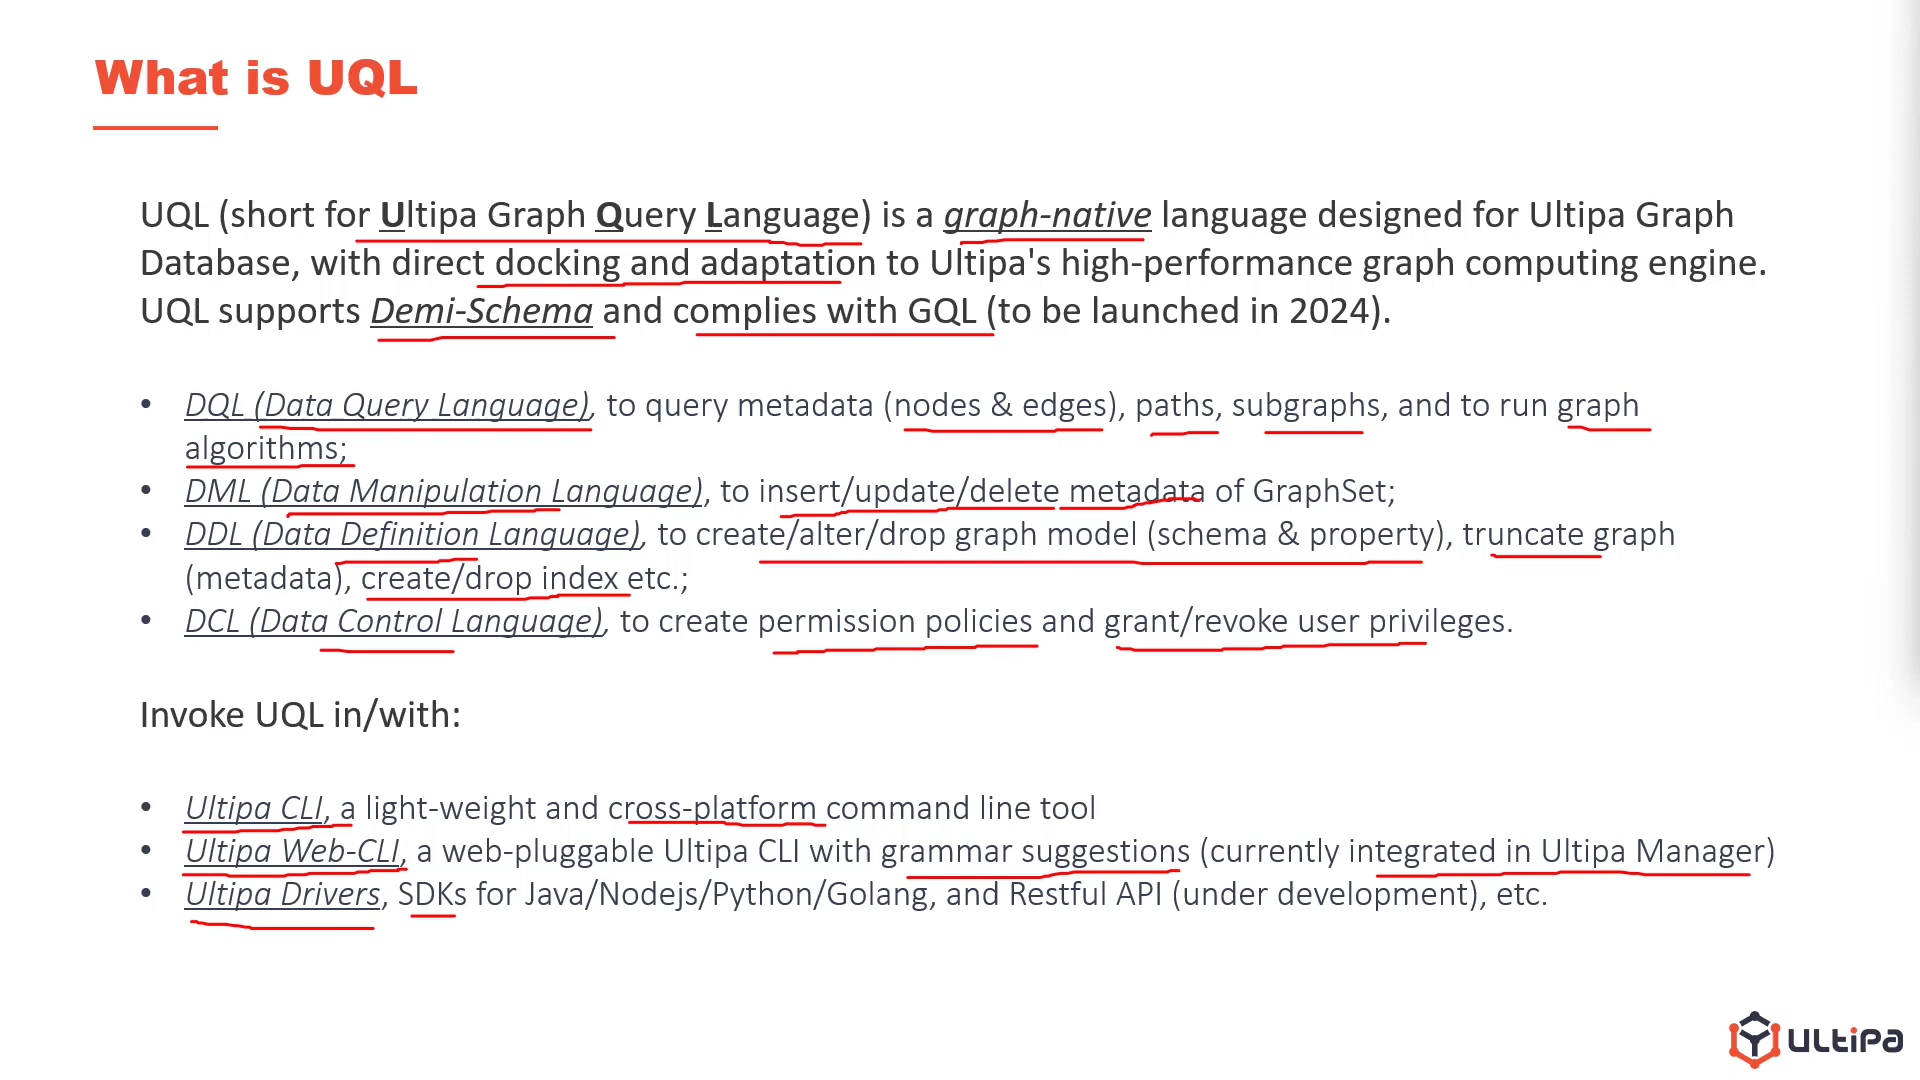 What is UQL
UQL (short for Ultipa Graph Query Language) is a graph-native language designed for Ultipa Graph
Database, with direct docking and adaptation to Ultipa's high-performance graph computing engine.
UQL supports Demi-Schema and complies with GQL (to be launched in 2024).
• DQL (Data Query Language), to query metadata (nodes & edges), paths, subgraphs, and to run graph
algorithms;
• DML (Data Manipulation Language), to insert/update/delete metadata of GraphSet;
• DDL (Data Definition Language), to create/alter/drop graph model (schema & property), truncate graph
(metadata), create/drop index etc.;
• DCL (Data Control Language), to create permission policies and grant/revoke user privileges.
Invoke UQL in/with:
• Ultipa CLI, a light-weight and cross-platform command line tool
• Ultipa Web-CLI, a web-pluggable Ultipa CLI with grammar suggestions (currently integrated in Ultipa Manager)
• Ultipa Drivers, SDKs for Java/Nodejs/Python/Golang, and Restful API (under development), etc.
ULTIPA